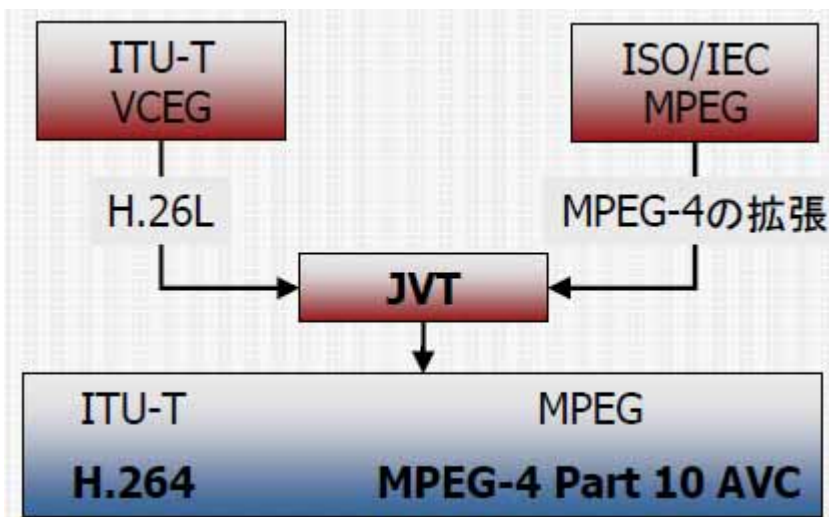 ITU-T
VCEG
ISO/IEC
MPEG
H.26L
MPEG-4の拡張
JVT
ITU-T MPEG
H.264 MPEG-4 Part 10 AVC